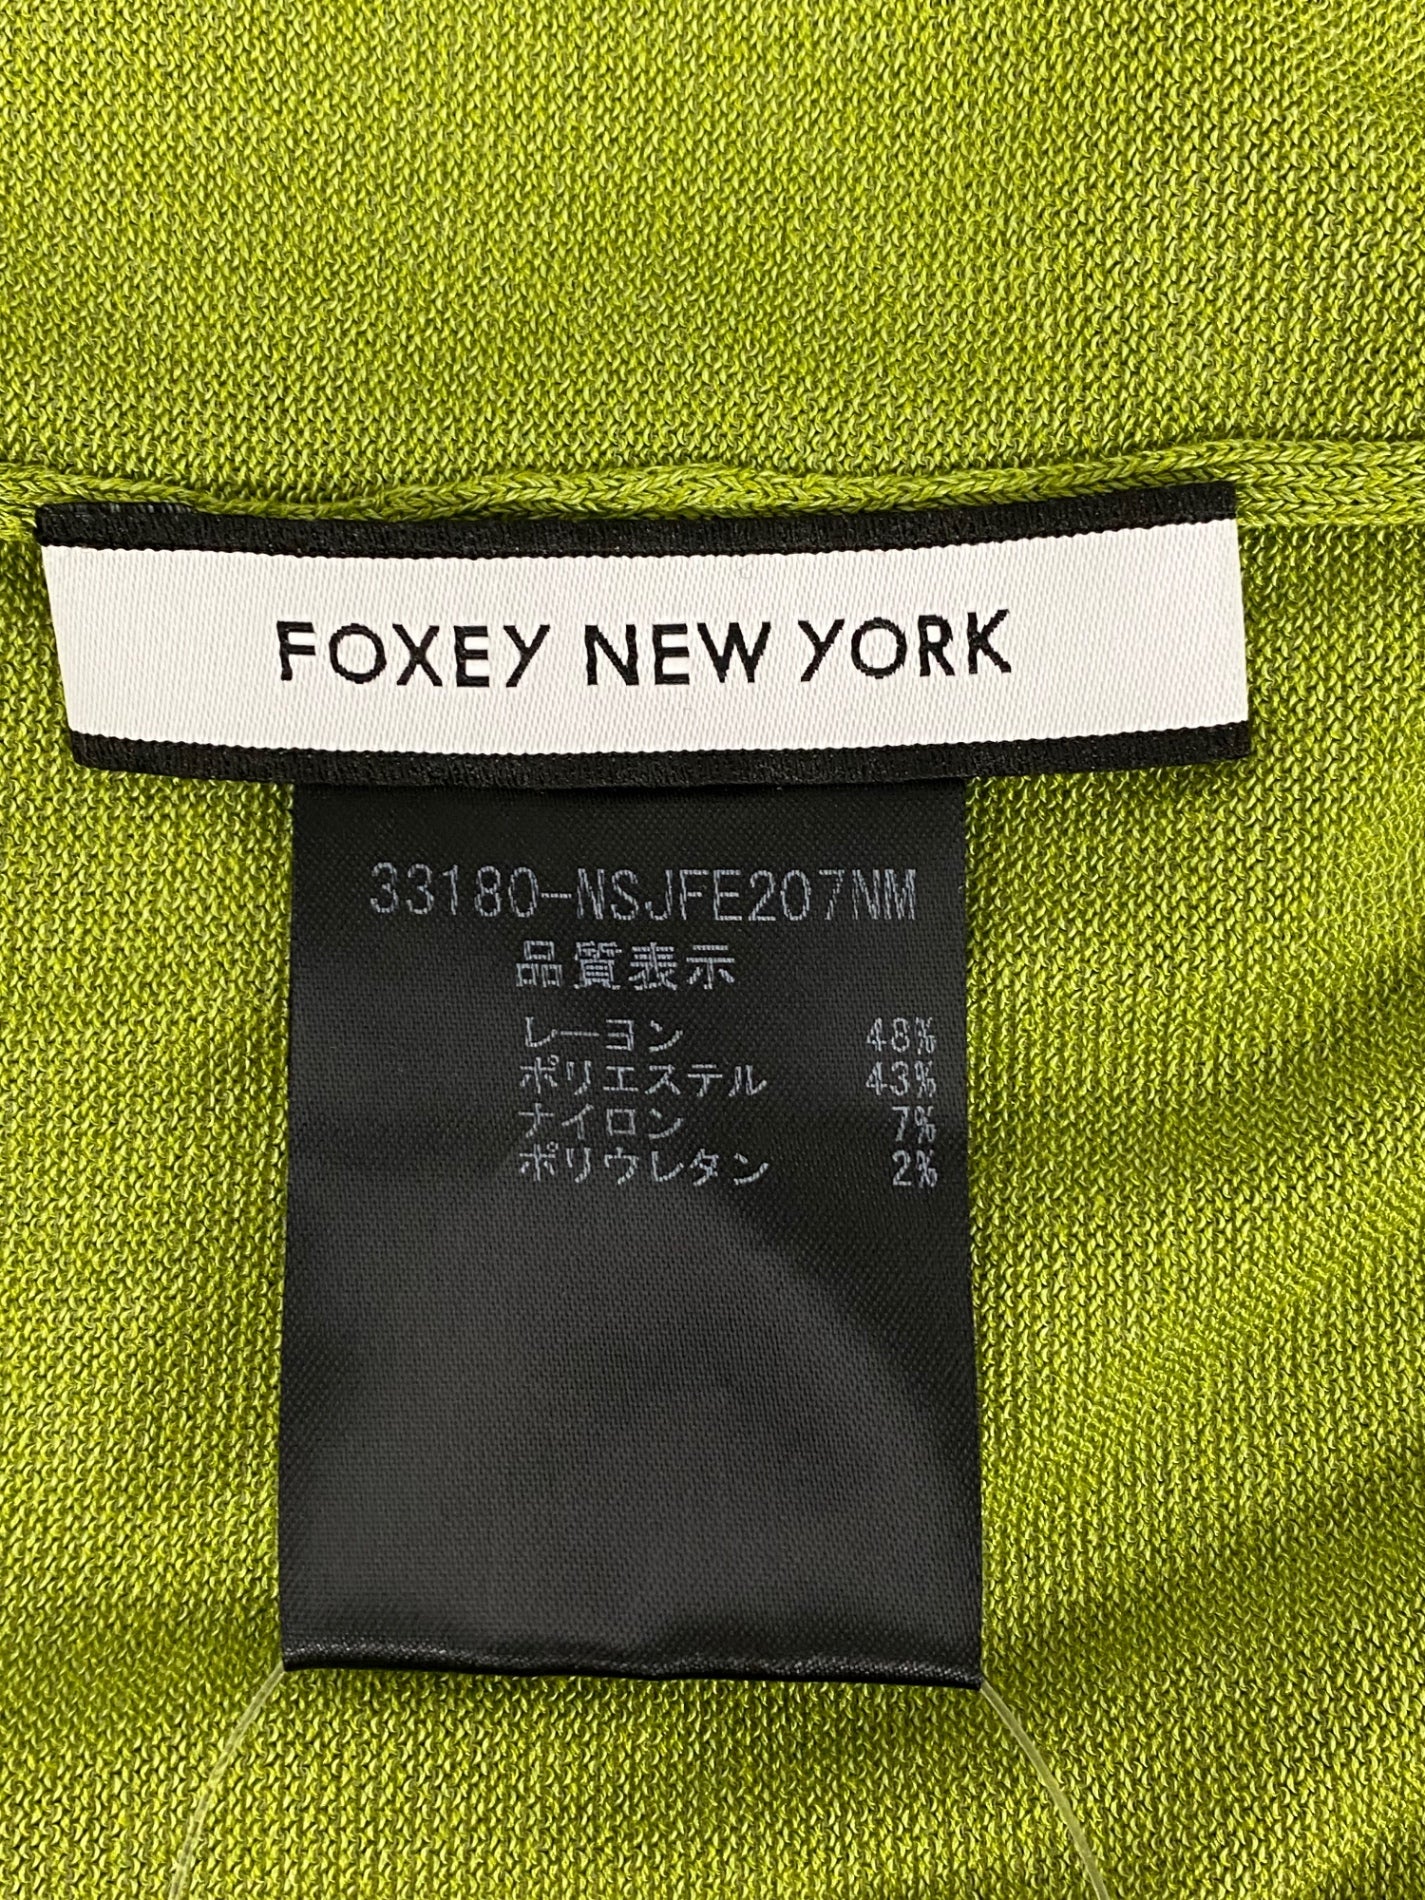 FOXEY NEW YORK
33180-NSJFE207NM
品質表示
レーヨン 48%
ポリエステル 43%
ナイロン 7%
ポリウレタン 2%